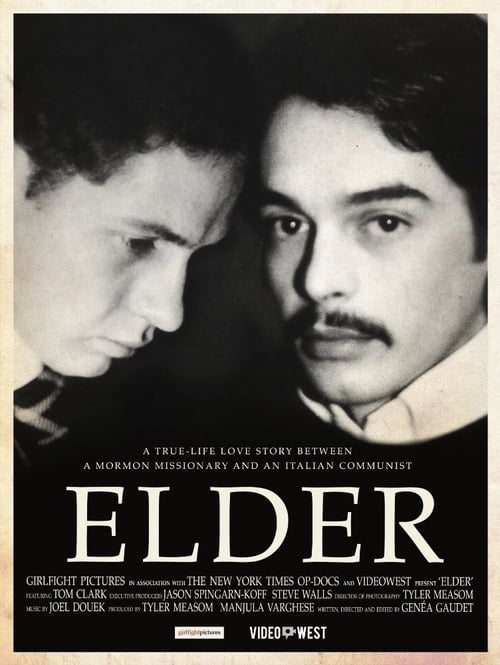 A TRUE-LIFE LOVE STORY BETWEEN
A MORMON MISSIONARY AND AN ITALIAN COMMUNIST
ELDER
GIRLFIGHT PICTURES IN ASSOCIATION WITH THE NEW YORK TIMES OP-DOCS AND VIDEOWEST PRESENT 'ELDER'
FEATURING TOM CLARK EXECUTIVE PRODUCERS JASON SPINGARN-KOFF STEVE WALLS DIRECTOR OF PHOTOGRAPHY TYLER MEASOM
MUSIC BY JOEL DOUEK PRODUCED BY TYLER MEASOM MANJULA VARGHESE WRITTEN, DIRECTED AND EDITED BY GENÉA GAUDET
girlfightpictures VIDEO WEST